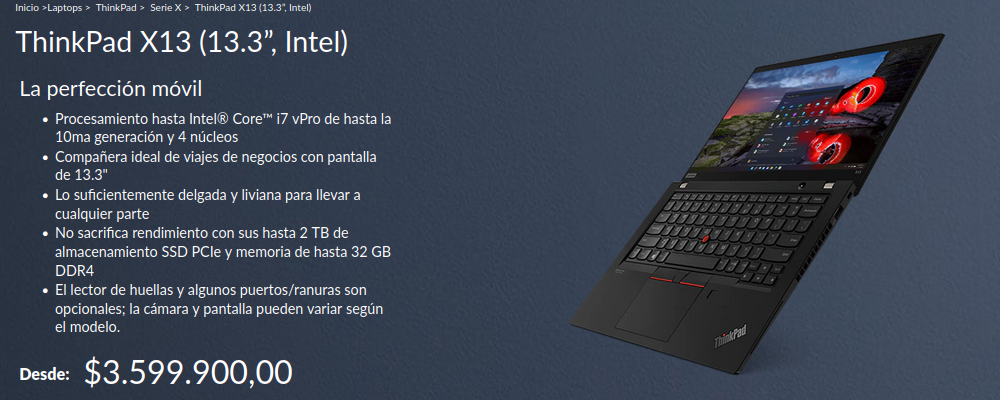 Inicio >Laptops > ThinkPad > Serie X > ThinkPad X13 (13.3”, Intel)
ThinkPad X13 (13.3”, Intel)
La perfección móvil
• Procesamiento hasta Intel® Core™ i7 vPro de hasta la
10ma generación y 4 núcleos
• Compañera ideal de viajes de negocios con pantalla
de 13.3"
• Lo suficientemente delgada y liviana para llevar a
cualquier parte
• No sacrifica rendimiento con sus hasta 2 TB de
almacenamiento SSD PCIe y memoria de hasta 32 GB
DDR4
• El lector de huellas y algunos puertos/ranuras son
opcionales; la cámara y pantalla pueden variar según
el modelo.
Desde: $3.599.900,00
ThinkPad